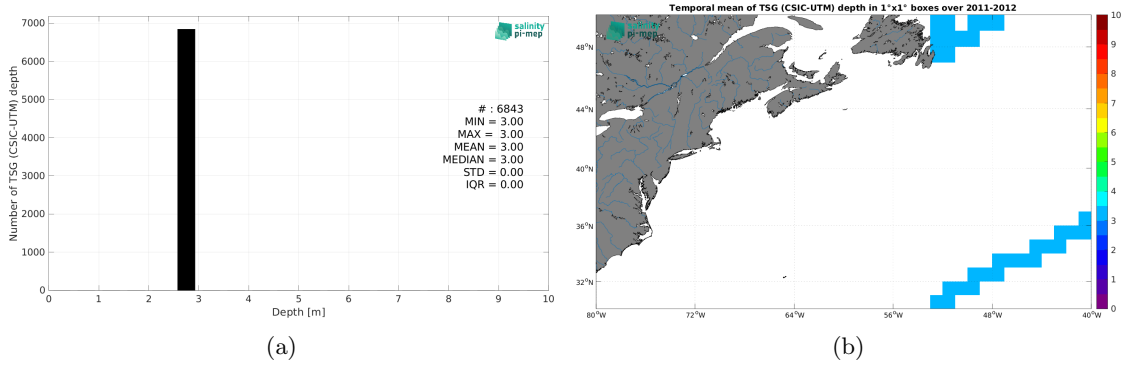 salinity
pi-mep
Number of TSG (CSIC-UTM) depth
7000
6000
5000
4000
3000
2000
1000
0
# : 6843
MIN = 3.00
MAX = 3.00
MEAN = 3.00
MEDIAN = 3.00
STD = 0.00
IQR = 0.00
0 1 2 3 4 5 6 7 8 9 10
Depth [m]
(a)
Temporal mean of TSG (CSIC-UTM) depth in 1°x1° boxes over 2011-2012
salinity
pi-mep
48°N
44°N
40°N
36°N
32°N
80°W 72°W 64°W 56°W 48°W 40°W
10
9
8
7
6
5
4
3
2
1
0
(b)